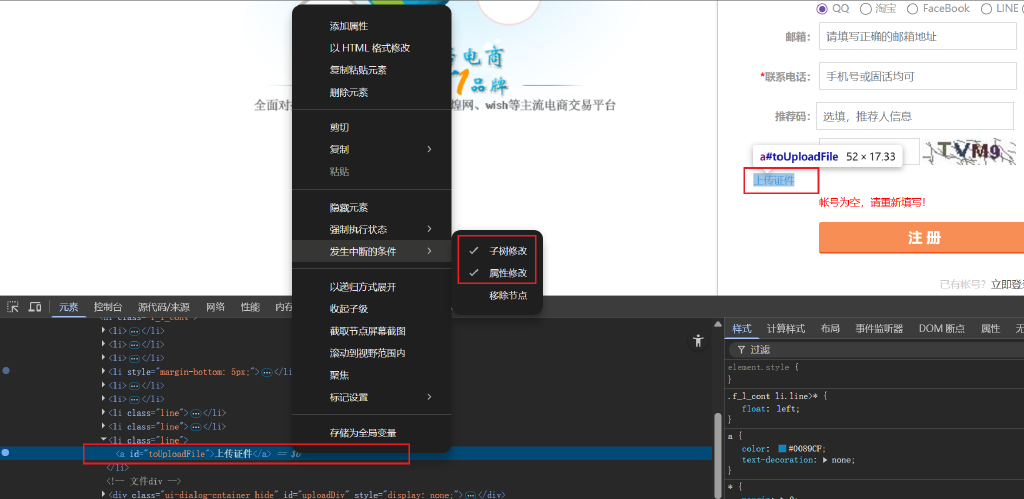 QQ 淘宝 FaceBook LINE
邮箱： 请填写正确的邮箱地址
*联系电话： 手机号或固话均可
推荐码： 选填，推荐人信息
TVM9
a#toUploadFile 52 × 17.33
上传证件
帐号为空，请重新填写！
注 册
已有帐号？ 立即登
电商
品牌
全面对
煌网、wish等主流电商交易平台
添加属性
以 HTML 格式修改
复制粘贴元素
删除元素
剪切
复制
粘贴
隐藏元素
强制执行状态
发生中断的条件
以递归方式展开
收起子级
截取节点屏幕截图
滚动到视野范围内
聚焦
标记设置
存储为全局变量
子树修改
属性修改
移除节点
元素 控制台 源代码/来源 网络 性能 内存
<li>⋯</li>
<li>⋯</li>
<li>⋯</li>
<li style="margin-bottom: 5px;">⋯</li>
<li>⋯</li>
<li>⋯</li>
<li class="line">⋯</li>
<li class="line">⋯</li>
<li class="line">
<a id="toUploadFile">上传证件</a> == $0
</li>
<!-- 文件div -->
<div class="ui-dialog-cntainer hide" id="uploadDiv" style="display: none;">⋯</div>
样式 计算样式 布局 事件监听器 DOM 断点 属性
过滤
element.style {
}
.f_l_cont li.line>* {
float: left;
}
a {
color: #0089CF;
text-decoration: none;
}
* {